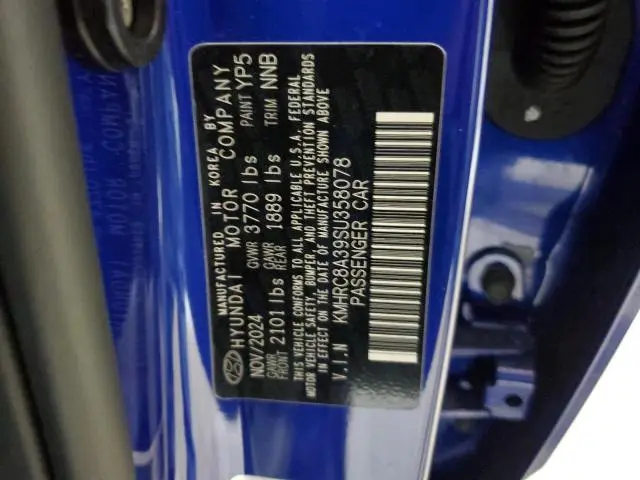 MANUFACTURED IN KOREA BY
HYUNDAI MOTOR COMPANY
NOV/2024 GVWR 3770 lbs PAINT YP5
GAWR FRONT 2101 lbs GAWR REAR 1889 lbs TRIM NNB
THIS VEHICLE CONFORMS TO ALL APPLICABLE U.S.A. FEDERAL
MOTOR VEHICLE SAFETY, BUMPER, AND THEFT PREVENTION STANDARDS
IN EFFECT ON THE DATE OF MANUFACTURE SHOWN ABOVE
V.I.N KMHRC8A39SU358078
PASSENGER CAR